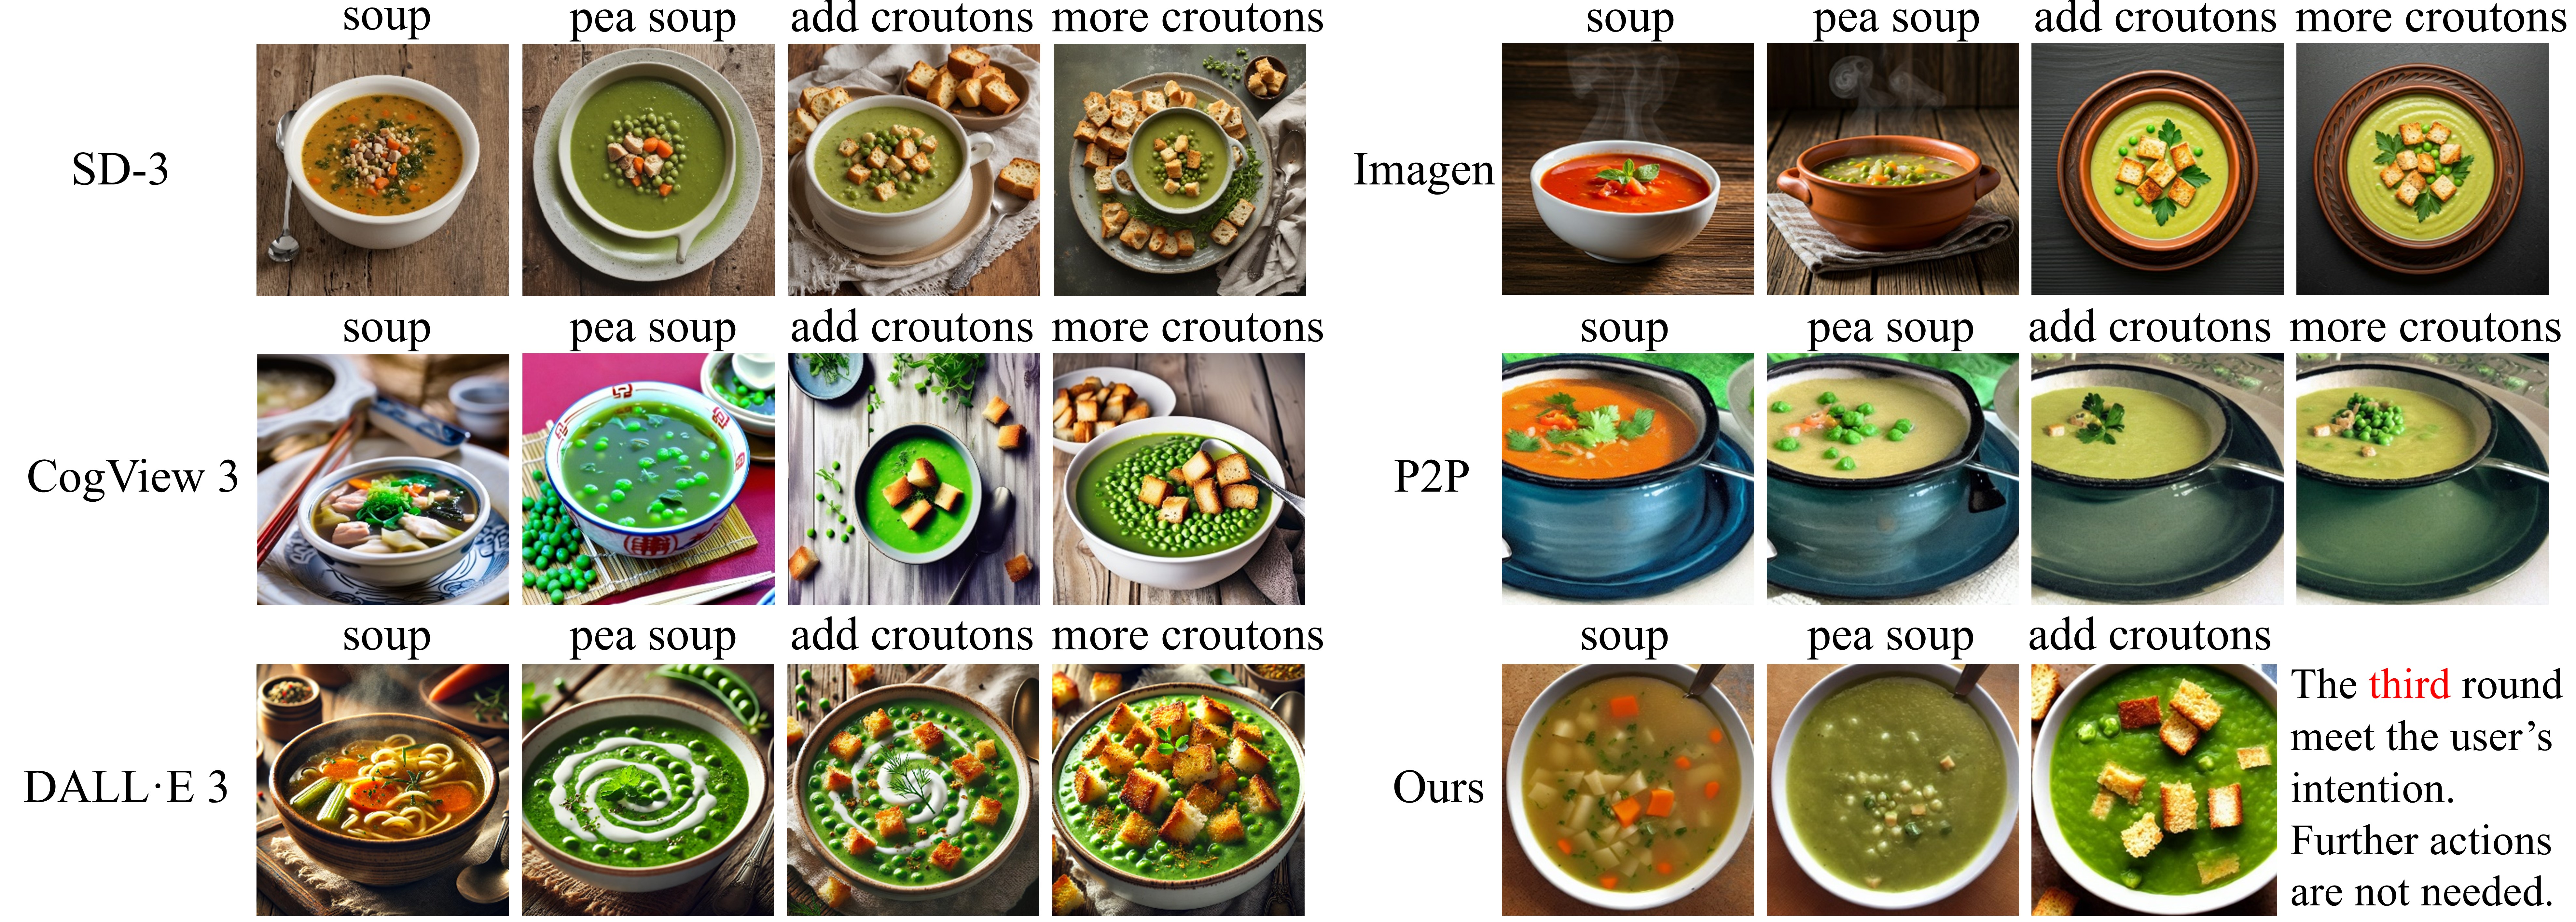 soup pea soup add croutons more croutons
SD-3
soup pea soup add croutons more croutons
CogView 3
soup pea soup add croutons more croutons
DALL·E 3
soup pea soup add croutons more croutons
Imagen
soup pea soup add croutons more croutons
P2P
soup pea soup add croutons
Ours
The third round
meet the user's
intention.
Further actions
are not needed.